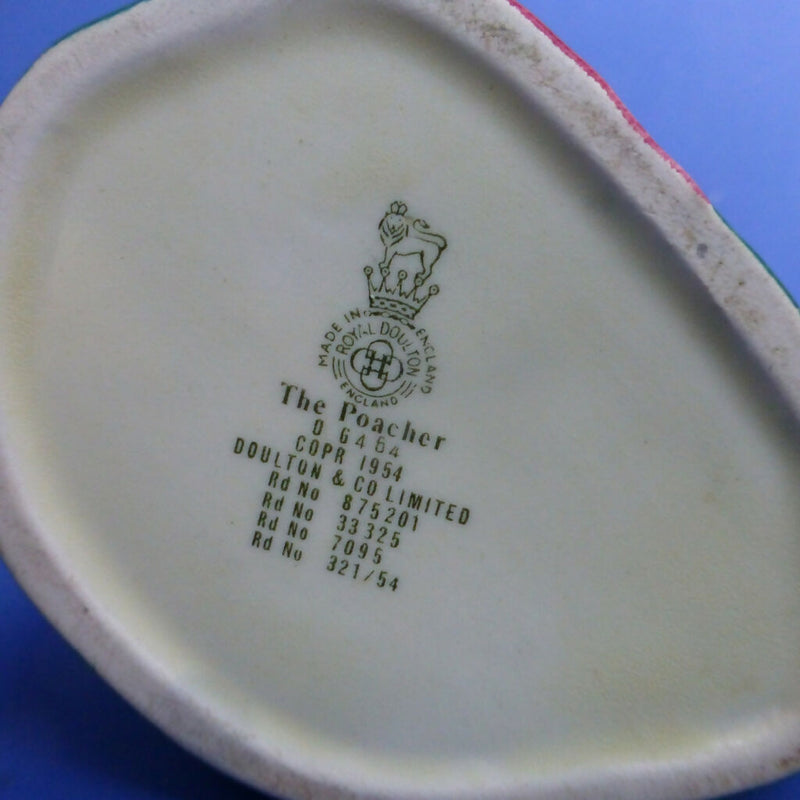 MADE IN ENGLAND
ROYAL DOULTON
ENGLAND
The Poacher
D 6464
COPR 1954
DOULTON & CO LIMITED
Rd No 875201
Rd No 33325
Rd No 7095
Rd No 321/54